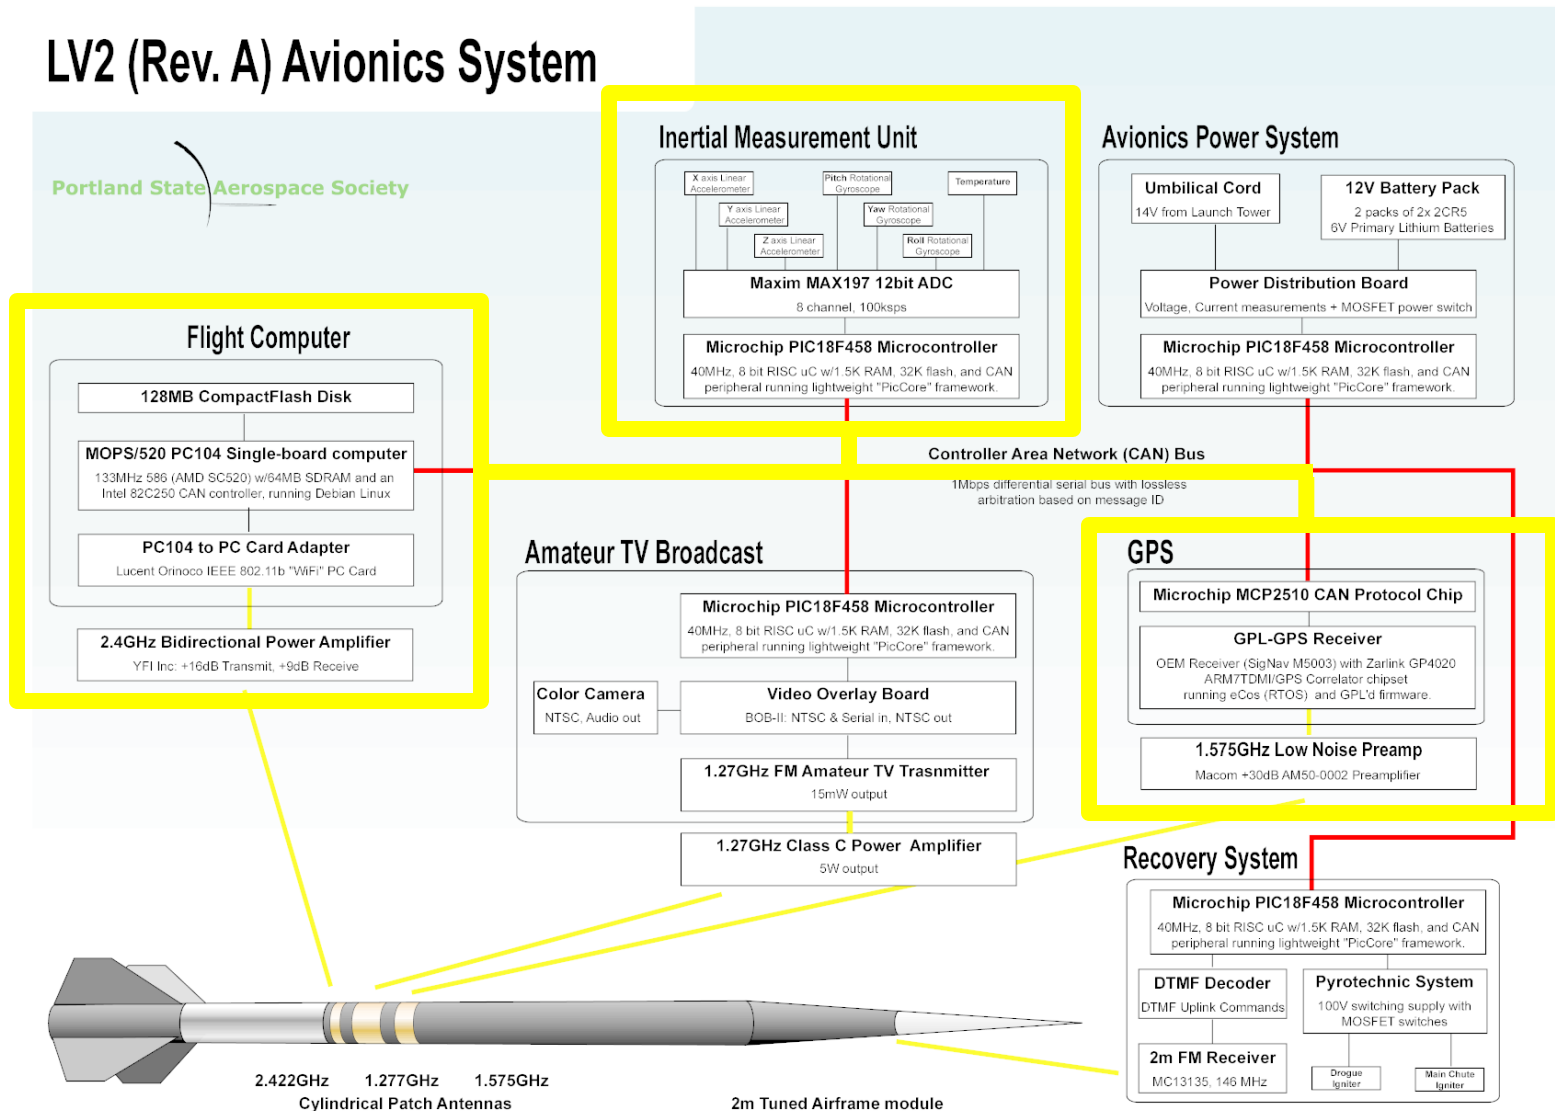 LV2 (Rev. A) Avionics System
Portland State Aerospace Society
Inertial Measurement Unit
X axis Linear
Accelerometer
Y axis Linear
Accelerometer
Z axis Linear
Accelerometer
Pitch Rotational
Gyroscope
Yaw Rotational
Gyroscope
Roll Rotational
Gyroscope
Temperature
Maxim MAX197 12bit ADC
8 channel, 100ksps
Microchip PIC18F458 Microcontroller
40MHz, 8 bit RISC uC w/1.5K RAM, 32K flash, and CAN
peripheral running lightweight "PicCore" framework.
Avionics Power System
Umbilical Cord
14V from Launch Tower
12V Battery Pack
2 packs of 2x 2CR5
6V Primary Lithium Batteries
Power Distribution Board
Voltage, Current measurements + MOSFET power switch
Microchip PIC18F458 Microcontroller
40MHz, 8 bit RISC uC w/1.5K RAM, 32K flash, and CAN
peripheral running lightweight "PicCore" framework.
Flight Computer
128MB CompactFlash Disk
MOPS/520 PC104 Single-board computer
133MHz 586 (AMD SC520) w/64MB SDRAM and an
Intel 82C250 CAN controller, running Debian Linux
PC104 to PC Card Adapter
Lucent Orinoco IEEE 802.11b "WiFi" PC Card
2.4GHz Bidirectional Power Amplifier
YFI Inc: +16dB Transmit, +9dB Receive
Controller Area Network (CAN) Bus
1Mbps differential serial bus with lossless
arbitration based on message ID
Amateur TV Broadcast
Microchip PIC18F458 Microcontroller
40MHz, 8 bit RISC uC w/1.5K RAM, 32K flash, and CAN
peripheral running lightweight "PicCore" framework.
Color Camera
NTSC, Audio out
Video Overlay Board
BOB-II: NTSC & Serial in, NTSC out
1.27GHz FM Amateur TV Trasnmitter
15mW output
1.27GHz Class C Power Amplifier
5W output
GPS
Microchip MCP2510 CAN Protocol Chip
GPL-GPS Receiver
OEM Receiver (SigNav M5003) with Zarlink GP4020
ARM7TDMI/GPS Correlator chipset
running eCos (RTOS) and GPL'd firmware.
1.575GHz Low Noise Preamp
Macom +30dB AM50-0002 Preamplifier
Recovery System
Microchip PIC18F458 Microcontroller
40MHz, 8 bit RISC uC w/1.5K RAM, 32K flash, and CAN
peripheral running lightweight "PicCore" framework.
DTMF Decoder
DTMF Uplink Commands
Pyrotechnic System
100V switching supply with
MOSFET switches
2m FM Receiver
MC13135, 146 MHz
Drogue
Igniter
Main Chute
Igniter
2.422GHz 1.277GHz 1.575GHz
Cylindrical Patch Antennas
2m Tuned Airframe module